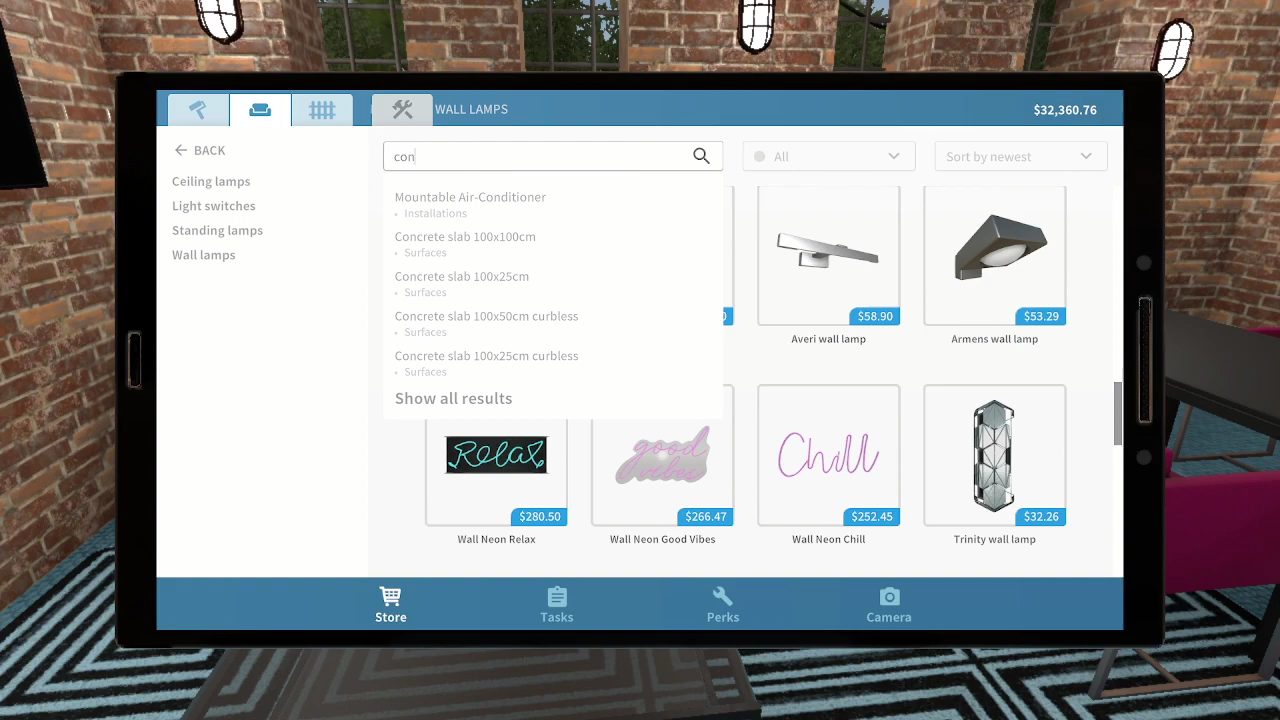 WALL LAMPS
$32,360.76
BACK
con
All
Sort by newest
Ceiling lamps
Light switches
Standing lamps
Wall lamps
Mountable Air-Conditioner
• Installations
Concrete slab 100x100cm
• Surfaces
Concrete slab 100x25cm
• Surfaces
Concrete slab 100x50cm curbless
• Surfaces
Concrete slab 100x25cm curbless
• Surfaces
Show all results
0
$58.90
$53.29
Averi wall lamp
Armens wall lamp
Relax
good
vibes
Chill
$280.50
$266.47
$252.45
$32.26
Wall Neon Relax
Wall Neon Good Vibes
Wall Neon Chill
Trinity wall lamp
Store
Tasks
Perks
Camera